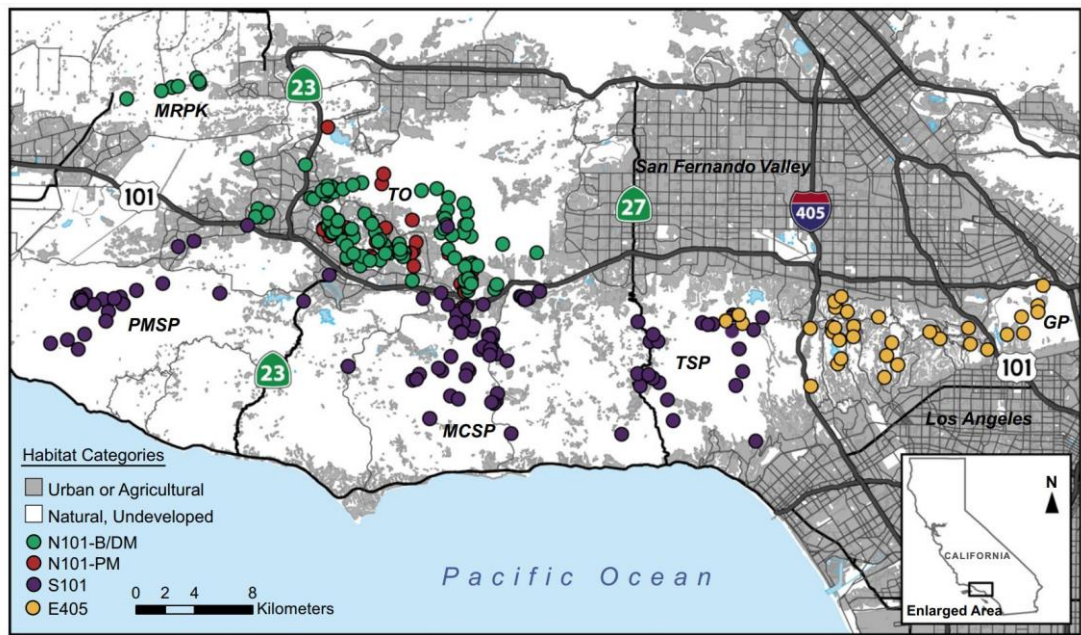 23
MRPK
TO
San Fernando Valley
101
27
405
PMSP
TSP
GP
23
101
MCSP
Los Angeles
Habitat Categories
Urban or Agricultural
Natural, Undeveloped
N101-B/DM
N101-PM
S101
E405
0 2 4 8
Kilometers
Pacific Ocean
N
CALIFORNIA
Enlarged Area